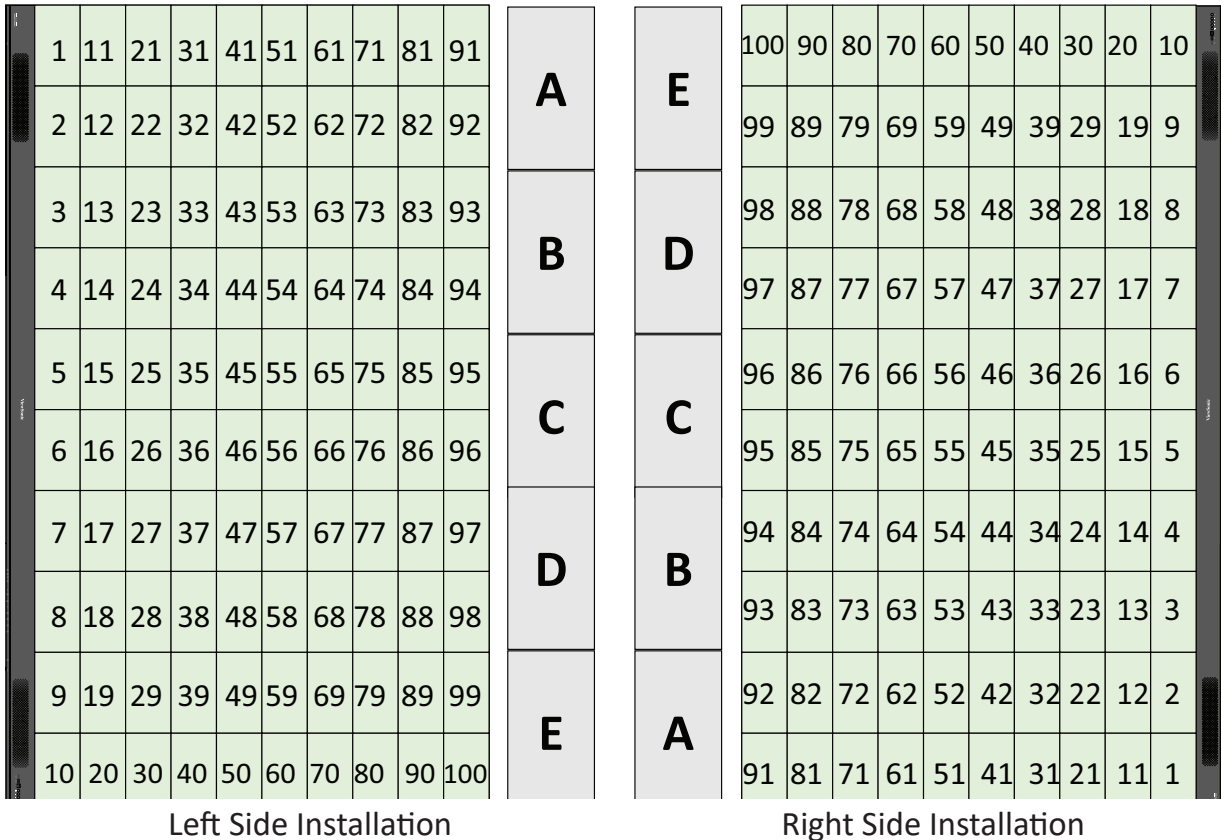 1 11 21 31 41 51 61 71 81 91
2 12 22 32 42 52 62 72 82 92
3 13 23 33 43 53 63 73 83 93
4 14 24 34 44 54 64 74 84 94
5 15 25 35 45 55 65 75 85 95
6 16 26 36 46 56 66 76 86 96
7 17 27 37 47 57 67 77 87 97
8 18 28 38 48 58 68 78 88 98
9 19 29 39 49 59 69 79 89 99
10 20 30 40 50 60 70 80 90 100
A
B
C
D
E
E
D
C
B
A
100 90 80 70 60 50 40 30 20 10
99 89 79 69 59 49 39 29 19 9
98 88 78 68 58 48 38 28 18 8
97 87 77 67 57 47 37 27 17 7
96 86 76 66 56 46 36 26 16 6
95 85 75 65 55 45 35 25 15 5
94 84 74 64 54 44 34 24 14 4
93 83 73 63 53 43 33 23 13 3
92 82 72 62 52 42 32 22 12 2
91 81 71 61 51 41 31 21 11 1
Left Side Installation
Right Side Installation